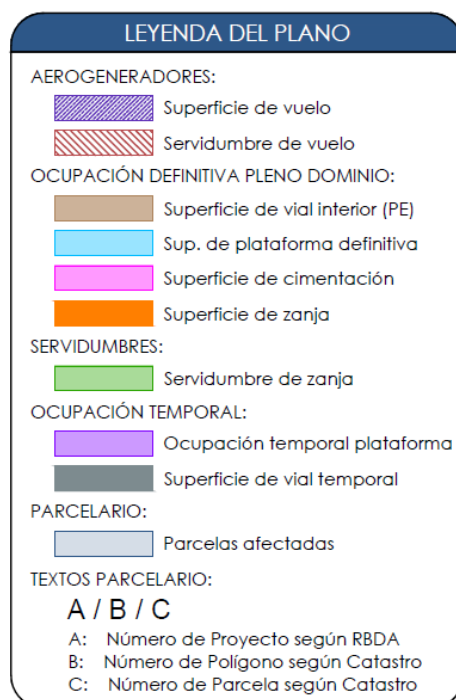 LEYENDA DEL PLANO
AEROGENERADORES:
Superficie de vuelo
Servidumbre de vuelo
OCUPACIÓN DEFINITIVA PLENO DOMINIO:
Superficie de vial interior (PE)
Sup. de plataforma definitiva
Superficie de cimentación
Superficie de zanja
SERVIDUMBRES:
Servidumbre de zanja
OCUPACIÓN TEMPORAL:
Ocupación temporal plataforma
Superficie de vial temporal
PARCELARIO:
Parcelas afectadas
TEXTOS PARCELARIO:
A / B / C
A: Número de Proyecto según RBDA
B: Número de Polígono según Catastro
C: Número de Parcela según Catastro